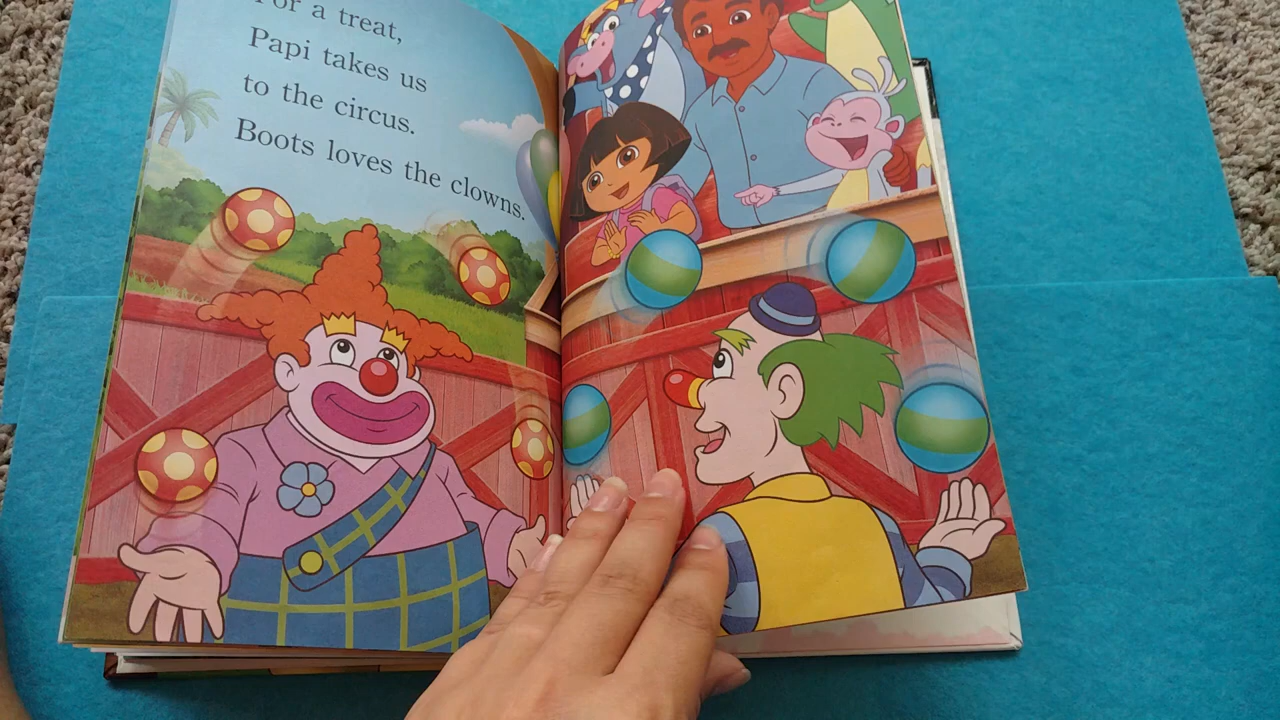 For a treat,
Papi takes us
to the circus.
Boots loves the clowns.